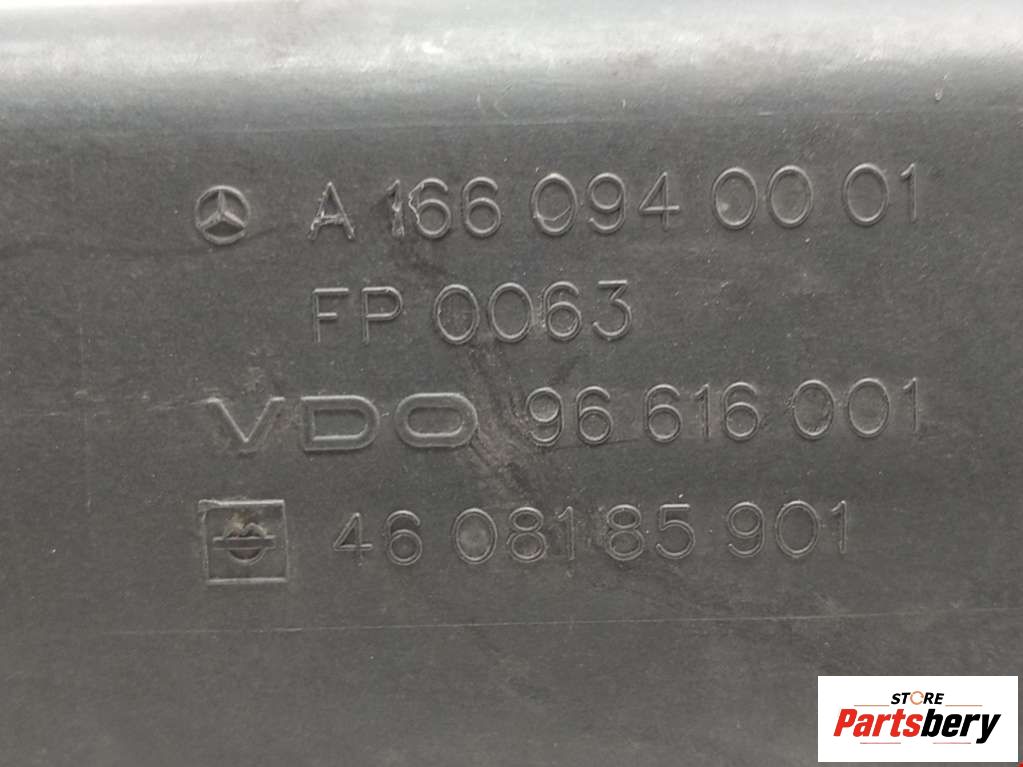 A 166 094 00 01
FP 0063
VDO 96 616 001
46 08185 901
STORE
Partsbery